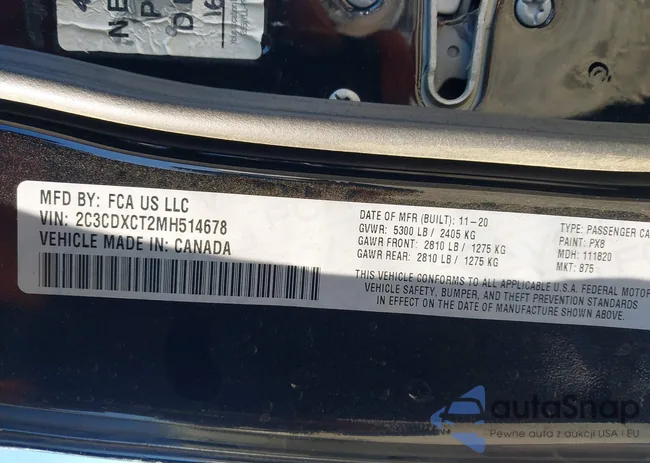 NE
P
DE
MFD BY: FCA US LLC
VIN: 2C3CDXCT2MH514678
VEHICLE MADE IN: CANADA
DATE OF MFR (BUILT): 11-20
GVWR: 5300 LB / 2405 KG
GAWR FRONT: 2810 LB / 1275 KG
GAWR REAR: 2810 LB / 1275 KG
TYPE: PASSENGER CA
PAINT: PX8
MDH: 111820
MKT: 875
THIS VEHICLE CONFORMS TO ALL APPLICABLE U.S.A. FEDERAL MOTOR
VEHICLE SAFETY, BUMPER, AND THEFT PREVENTION STANDARDS
IN EFFECT ON THE DATE OF MANUFACTURE SHOWN ABOVE.
autoSnap
Pewne auto z aukcji USA i EU